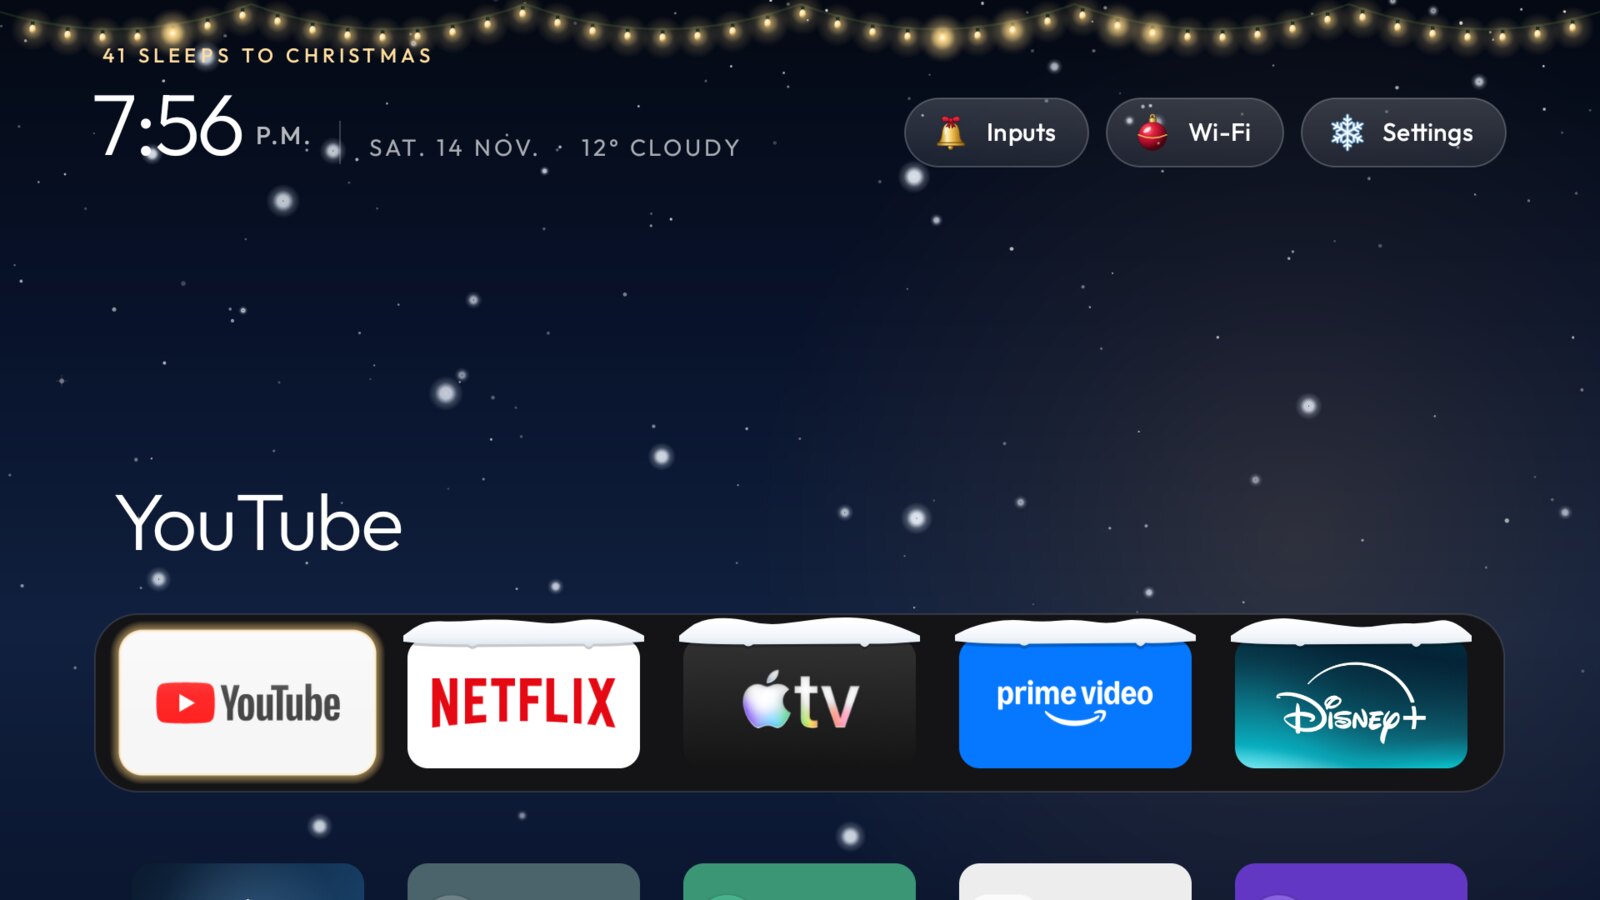 41 SLEEPS TO CHRISTMAS
7:56 P.M.
SAT. 14 NOV. · 12° CLOUDY
Inputs
Wi-Fi
Settings
YouTube
YouTube
NETFLIX
tv
prime video
Disney+